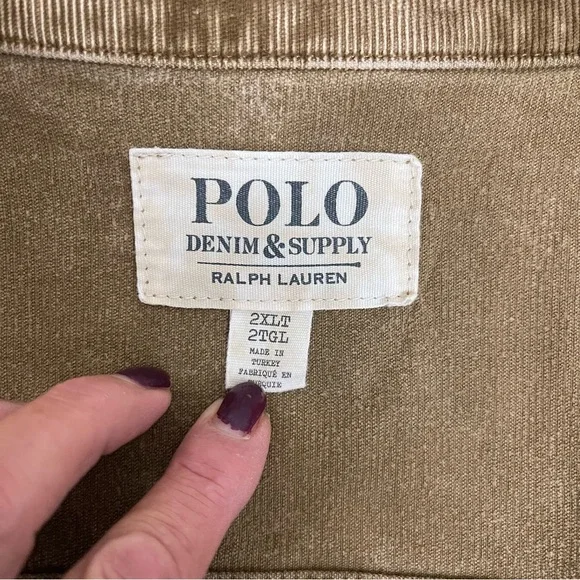 POLO
DENIM & SUPPLY
RALPH LAUREN
2XLT
2TGL
MADE IN
TURKEY
FABRIQUÉ EN
TURQUIE